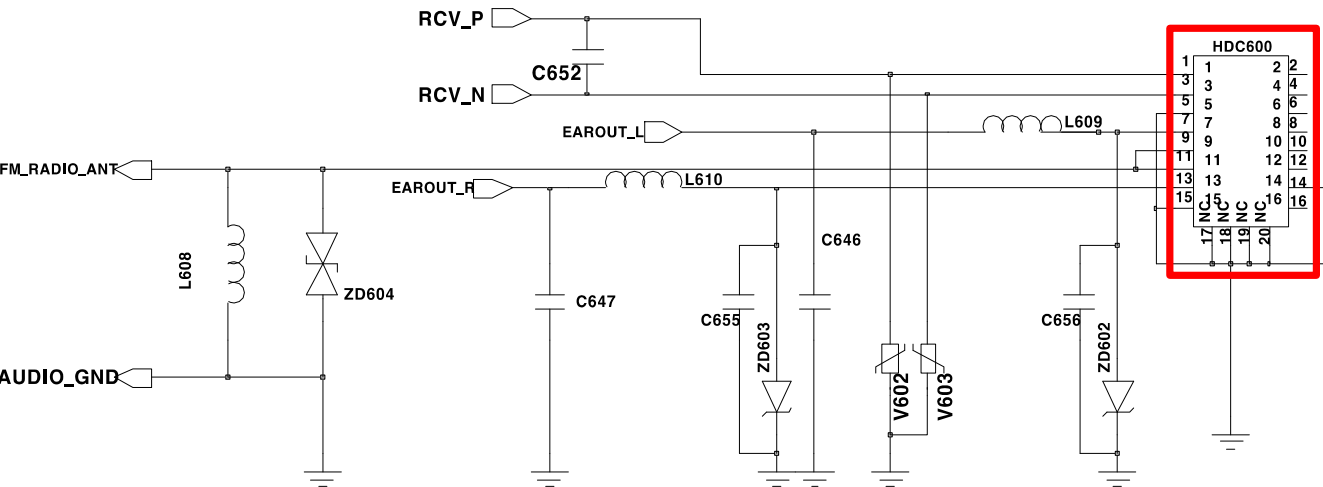 RCV_P
HDC600
C652
RCV_N
1 1 2 2
3 3 4 4
5 5 6 6
7 7 8 8
9 9 10 10
11 11 12 12
13 13 14 14
15 15 16 16
NC NC NC NC
17 18 19 20
EAROUT_L
L609
FM_RADIO_ANT
EAROUT_R
L610
C646
L608
ZD604
C647
C655
ZD603
C656
ZD602
AUDIO_GND
V602
V603